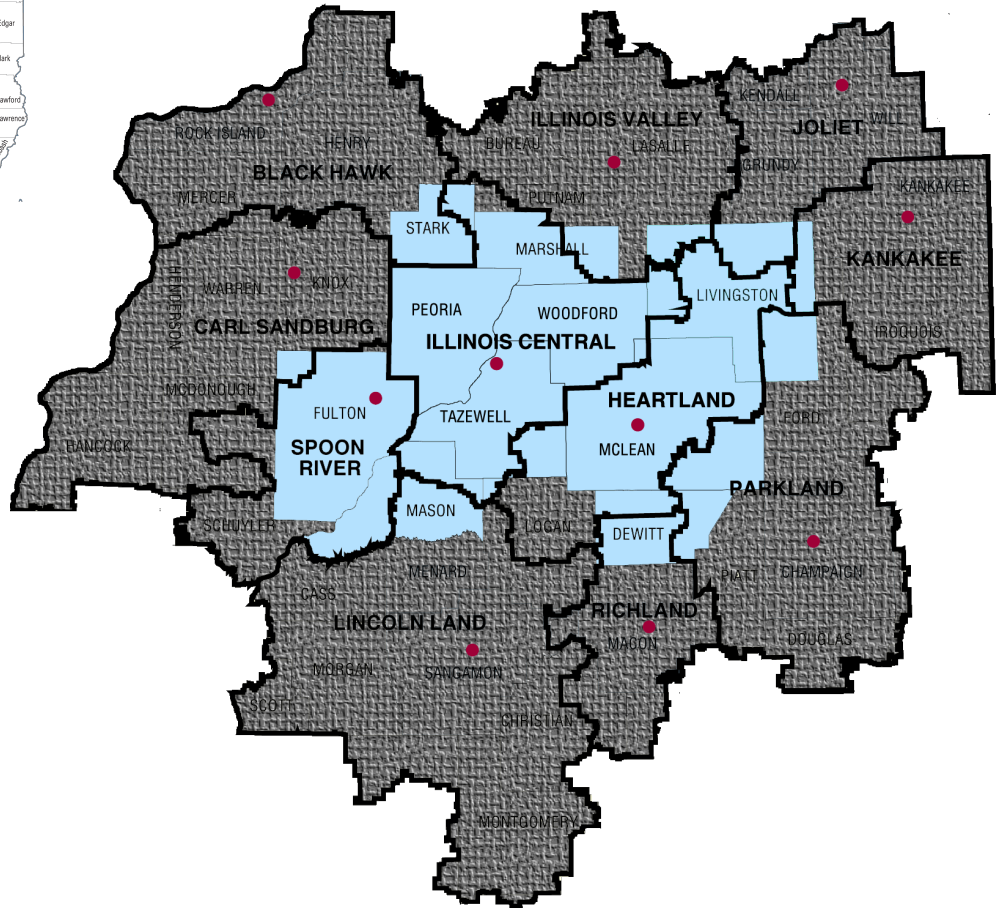 Edgar
lark
awford
awrence
KENDALL
ILLINOIS VALLEY
WILL
JOLIET
ROCK ISLAND
HENRY
BUREAU
LASALLE
GRUNDY
BLACK HAWK
KANKAKEE
MERCER
PUTNAM
STARK
MARSHALL
KANKAKEE
HENDERSON
WARREN
KNOX
LIVINGSTON
PEORIA
WOODFORD
CARL SANDBURG
IROQUOIS
ILLINOIS CENTRAL
MCDONOUGH
HEARTLAND
FULTON
TAZEWELL
FORD
HANCOCK
SPOON
RIVER
MCLEAN
PARKLAND
MASON
SCHUYLER
LOGAN
DEWITT
MENARD
PIATT
CHAMPAIGN
CASS
RICHLAND
LINCOLN LAND
MACON
DOUGLAS
MORGAN
SANGAMON
SCOTT
CHRISTIAN
MONTGOMERY